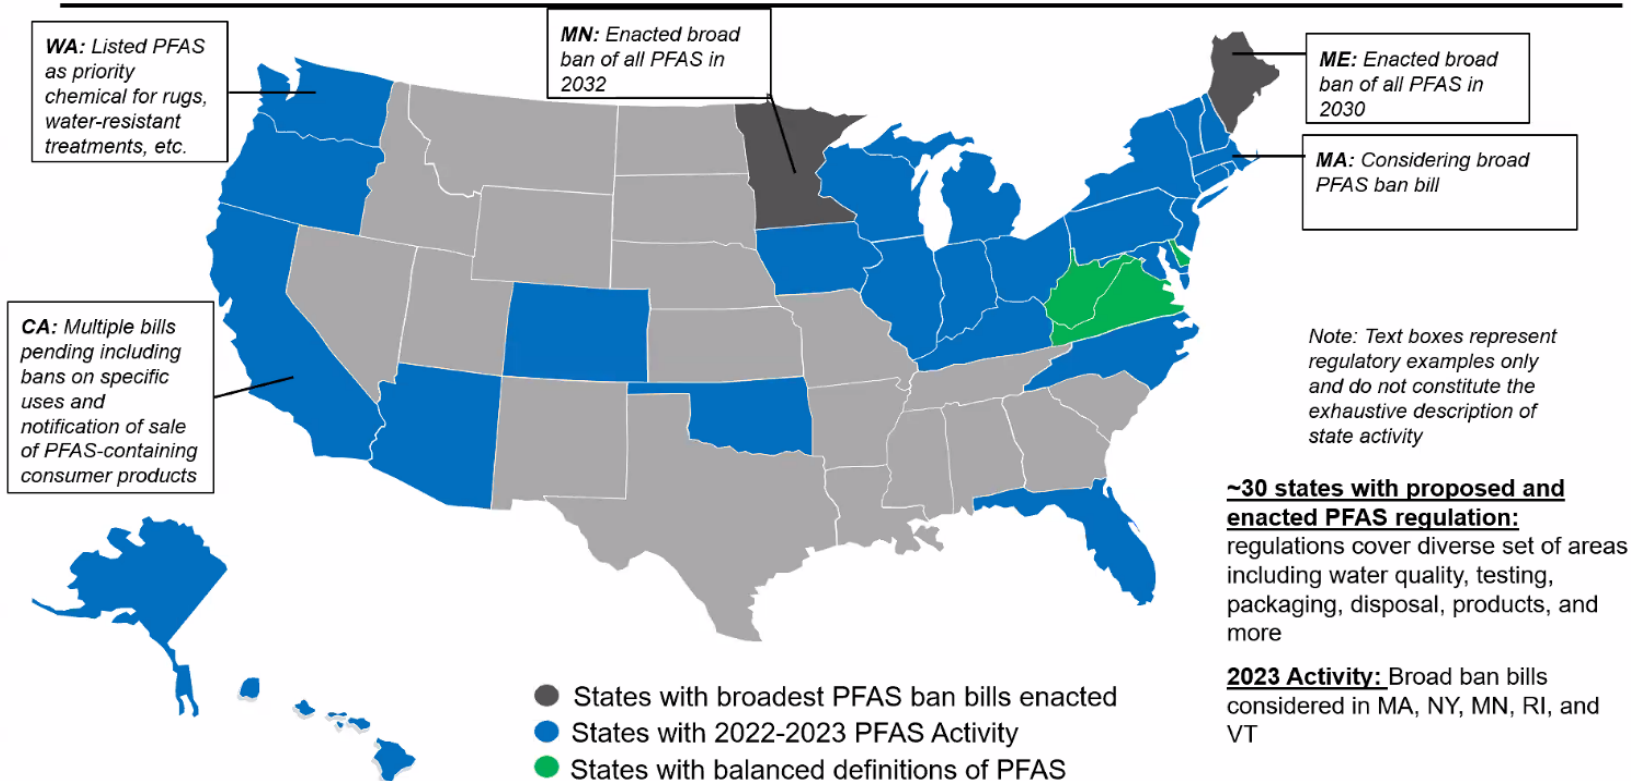 WA: Listed PFAS
as priority
chemical for rugs,
water-resistant
treatments, etc.
MN: Enacted broad
ban of all PFAS in
2032
ME: Enacted broad
ban of all PFAS in
2030
MA: Considering broad
PFAS ban bill
CA: Multiple bills
pending including
bans on specific
uses and
notification of sale
of PFAS-containing
consumer products
Note: Text boxes represent
regulatory examples only
and do not constitute the
exhaustive description of
state activity
~30 states with proposed and
enacted PFAS regulation:
regulations cover diverse set of areas
including water quality, testing,
packaging, disposal, products, and
more
2023 Activity: Broad ban bills
considered in MA, NY, MN, RI, and
VT
States with broadest PFAS ban bills enacted
States with 2022-2023 PFAS Activity
States with balanced definitions of PFAS